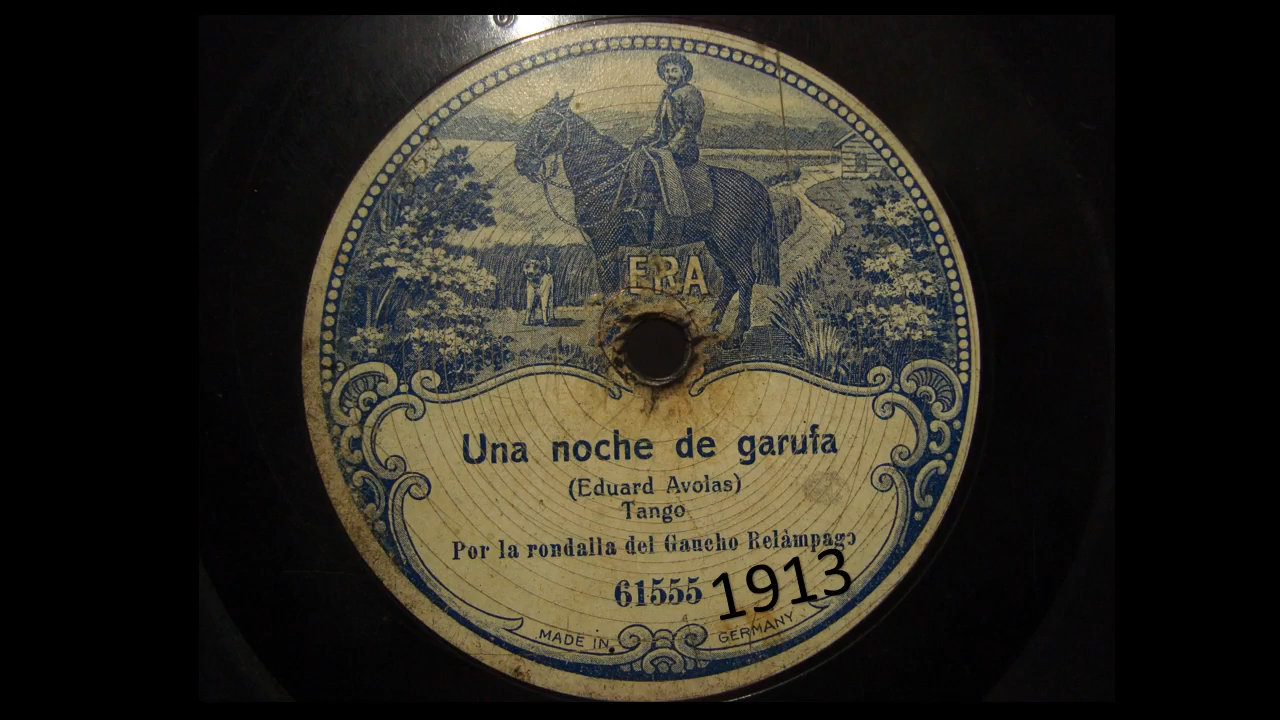 ERA
Una noche de garufa
(Eduard Avolas)
Tango
Por la rondalla del Gaucho Relàmpago
61555 1913
MADE IN GERMANY